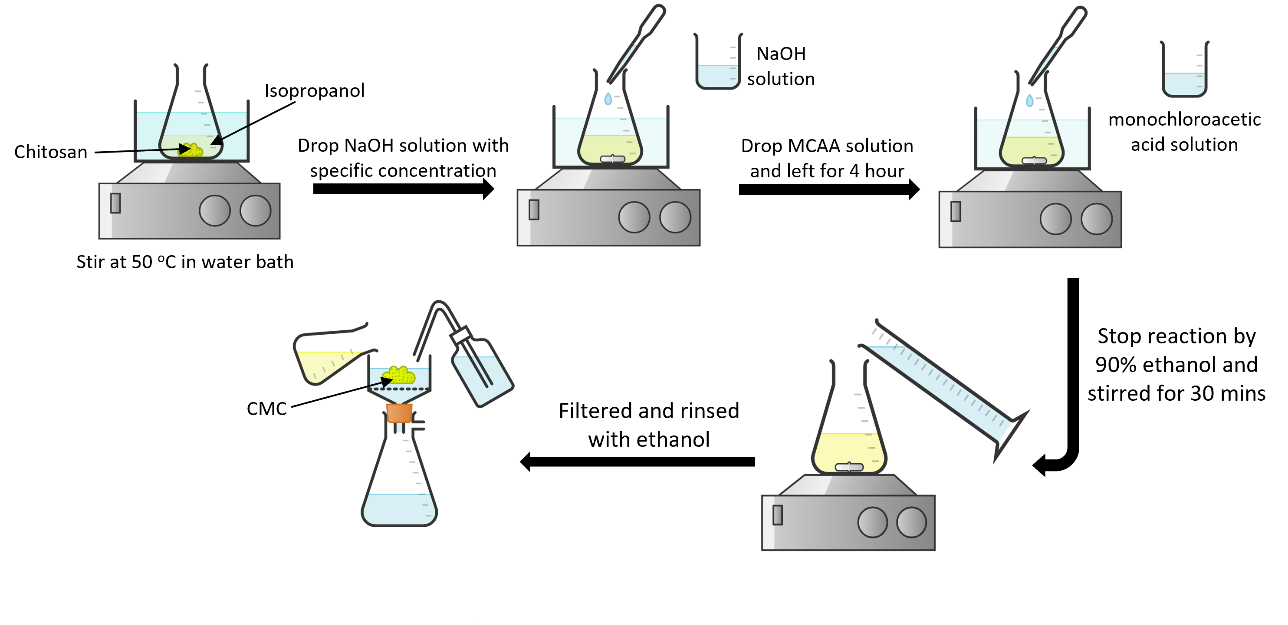 Isopropanol
Chitosan
Stir at 50 ⁰C in water bath
Drop NaOH solution with
specific concentration
NaOH
solution
Drop MCAA solution
and left for 4 hour
monochloroacetic
acid solution
Stop reaction by
90% ethanol and
stirred for 30 mins
Filtered and rinsed
with ethanol
CMC